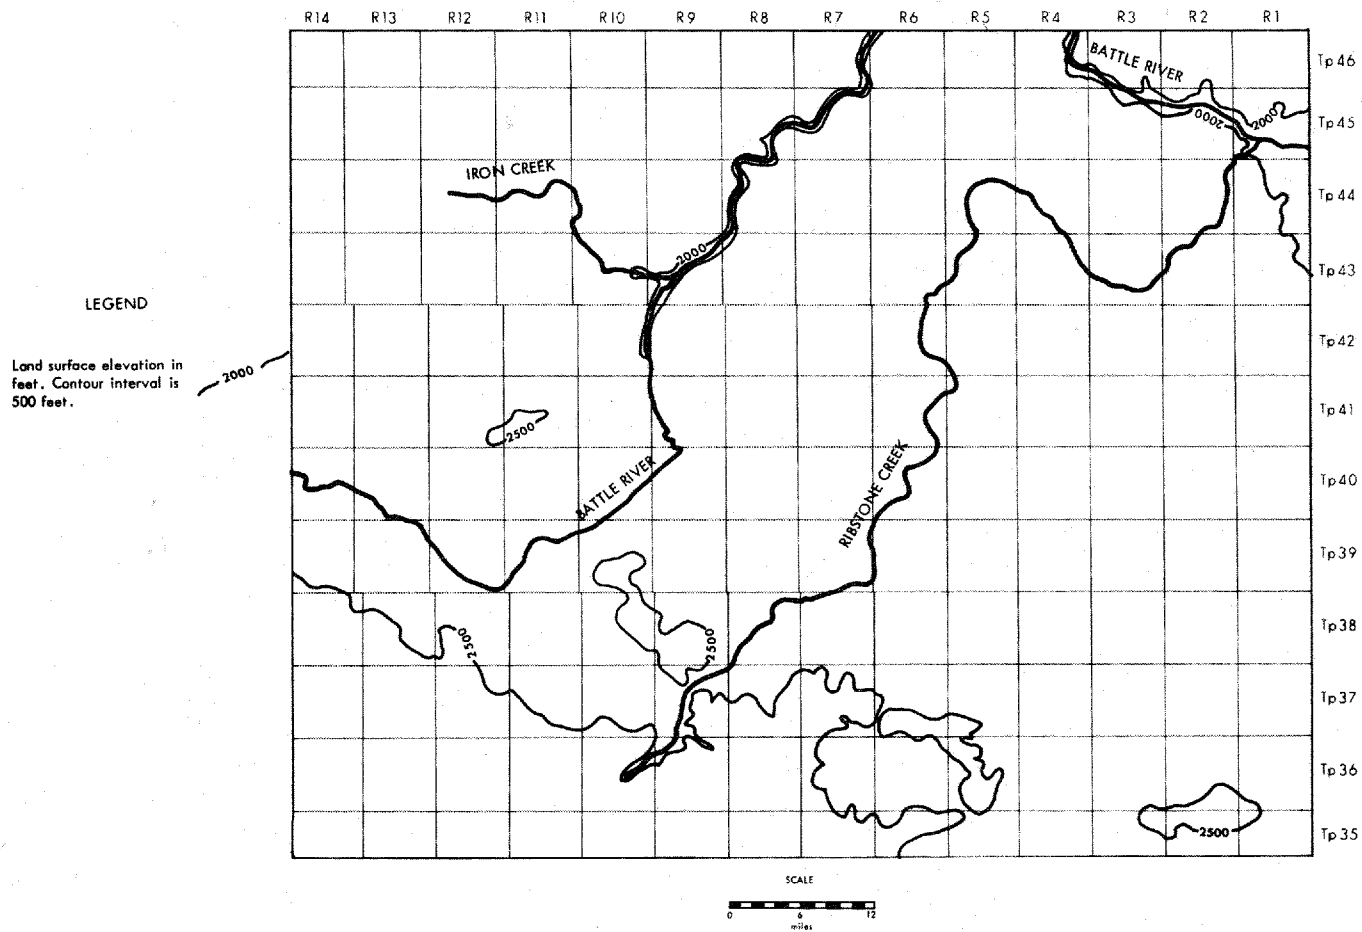 R14 R13 R12 R11 R10 R9 R8 R7 R6 R5 R4 R3 R2 R1
BATTLE RIVER
Tp 46
2000
2000
Tp 45
IRON CREEK
Tp 44
2000
Tp 43
LEGEND
Land surface elevation in
feet. Contour interval is
500 feet.
2000
Tp 42
2500
Tp 41
BATTLE RIVER
RIBSTONE CREEK
Tp 40
Tp 39
2500
2500
Tp 38
Tp 37
Tp 36
2500
Tp 35
SCALE
0 6 12
miles